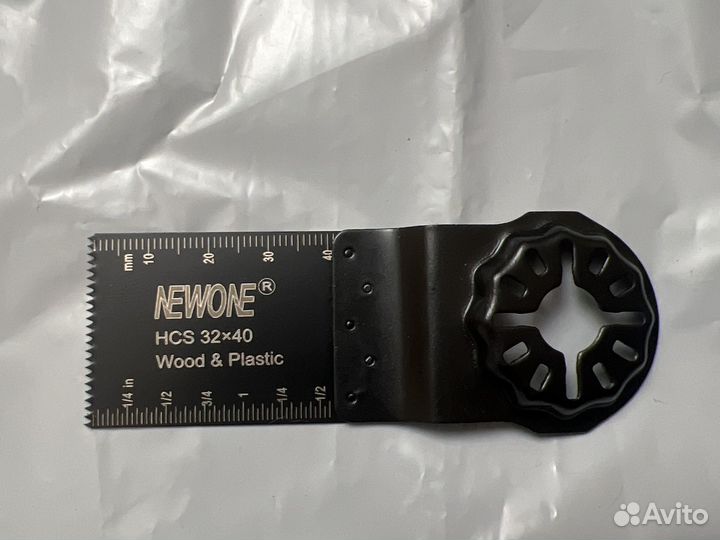 mm 10 20 30 40
NEWONE®
HCS 32×40
Wood & Plastic
1/4 in 1/2 3/4 1 1/4 1/2
Avito